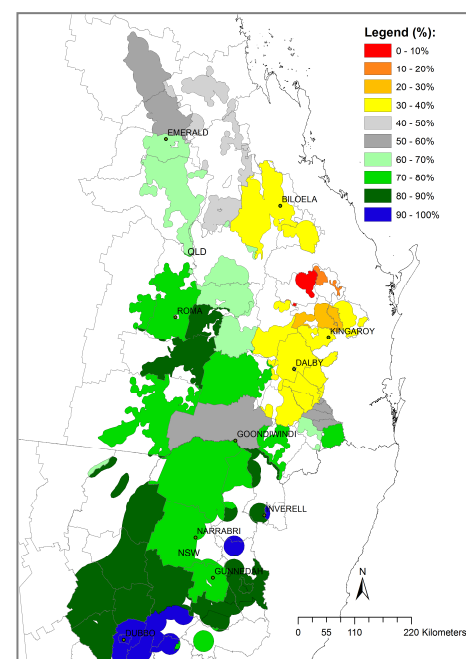 Legend (%):
0 - 10%
10 - 20%
20 - 30%
30 - 40%
40 - 50%
50 - 60%
60 - 70%
70 - 80%
80 - 90%
90 - 100%
EMERALD
BILOELA
QLD
ROMA
KINGAROY
DALBY
GOONDIWINDI
INVERELL
NARRABRI
NSW
GUNNEDAH
N
DUBBO
0 55 110 220 Kilometers